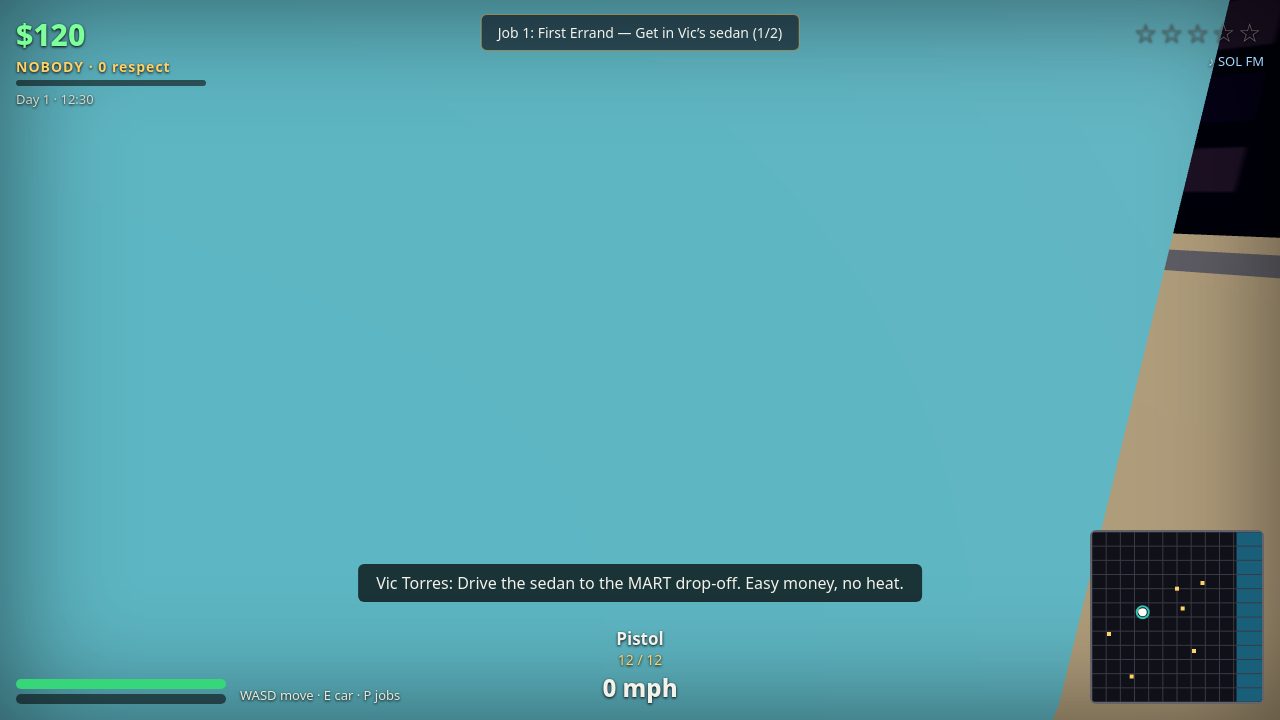 $120
NOBODY · 0 respect
Day 1 · 12:30
Job 1: First Errand — Get in Vic’s sedan (1/2)
☆☆☆☆☆
♪ SOL FM
Vic Torres: Drive the sedan to the MART drop-off. Easy money, no heat.
Pistol
12 / 12
0 mph
WASD move · E car · P jobs